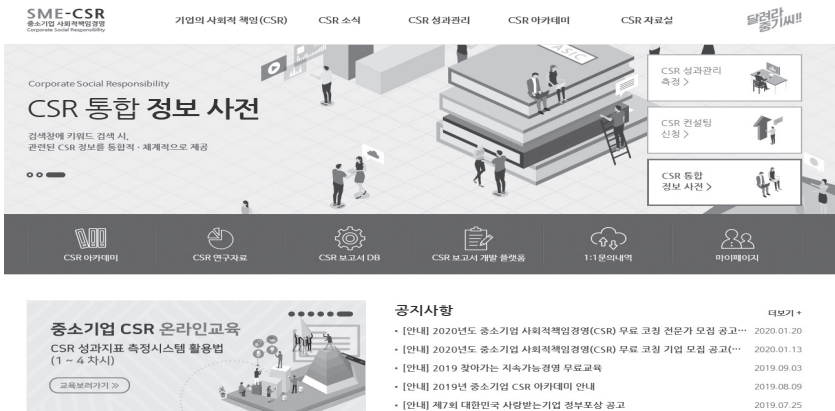 SME-CSR
중소기업 사회적책임경영
Corporate Social Responsibility
기업의 사회적 책임(CSR)
CSR 소식
CSR 성과관리
CSR 아카데미
CSR 자료실
달려라
중기씨!!
Corporate Social Responsibility
CSR 통합 정보 사전
검색창에 키워드 검색 시,
관련된 CSR 정보를 통합적 · 체계적으로 제공
BASIC
CSR 성과관리
측정 >
CSR 컨설팅
신청 >
CSR 통합
정보 사전 >
CSR 아카데미
CSR 연구자료
CSR 보고서 DB
CSR 보고서 개발 플랫폼
1:1문의내역
마이페이지
중소기업 CSR 온라인교육
CSR 성과지표 측정시스템 활용법
(1 ~ 4 차시)
교육보러가기 ≫
공지사항
더보기 +
• [안내] 2020년도 중소기업 사회적책임경영(CSR) 무료 코칭 전문가 모집 공고… 2020.01.20
• [안내] 2020년도 중소기업 사회적책임경영(CSR) 무료 코칭 기업 모집 공고(… 2020.01.13
• [안내] 2019 찾아가는 지속가능경영 무료교육 2019.09.03
• [안내] 2019년 중소기업 CSR 아카데미 안내 2019.08.09
• [안내] 제7회 대한민국 사랑받는기업 정부포상 공고 2019.07.25